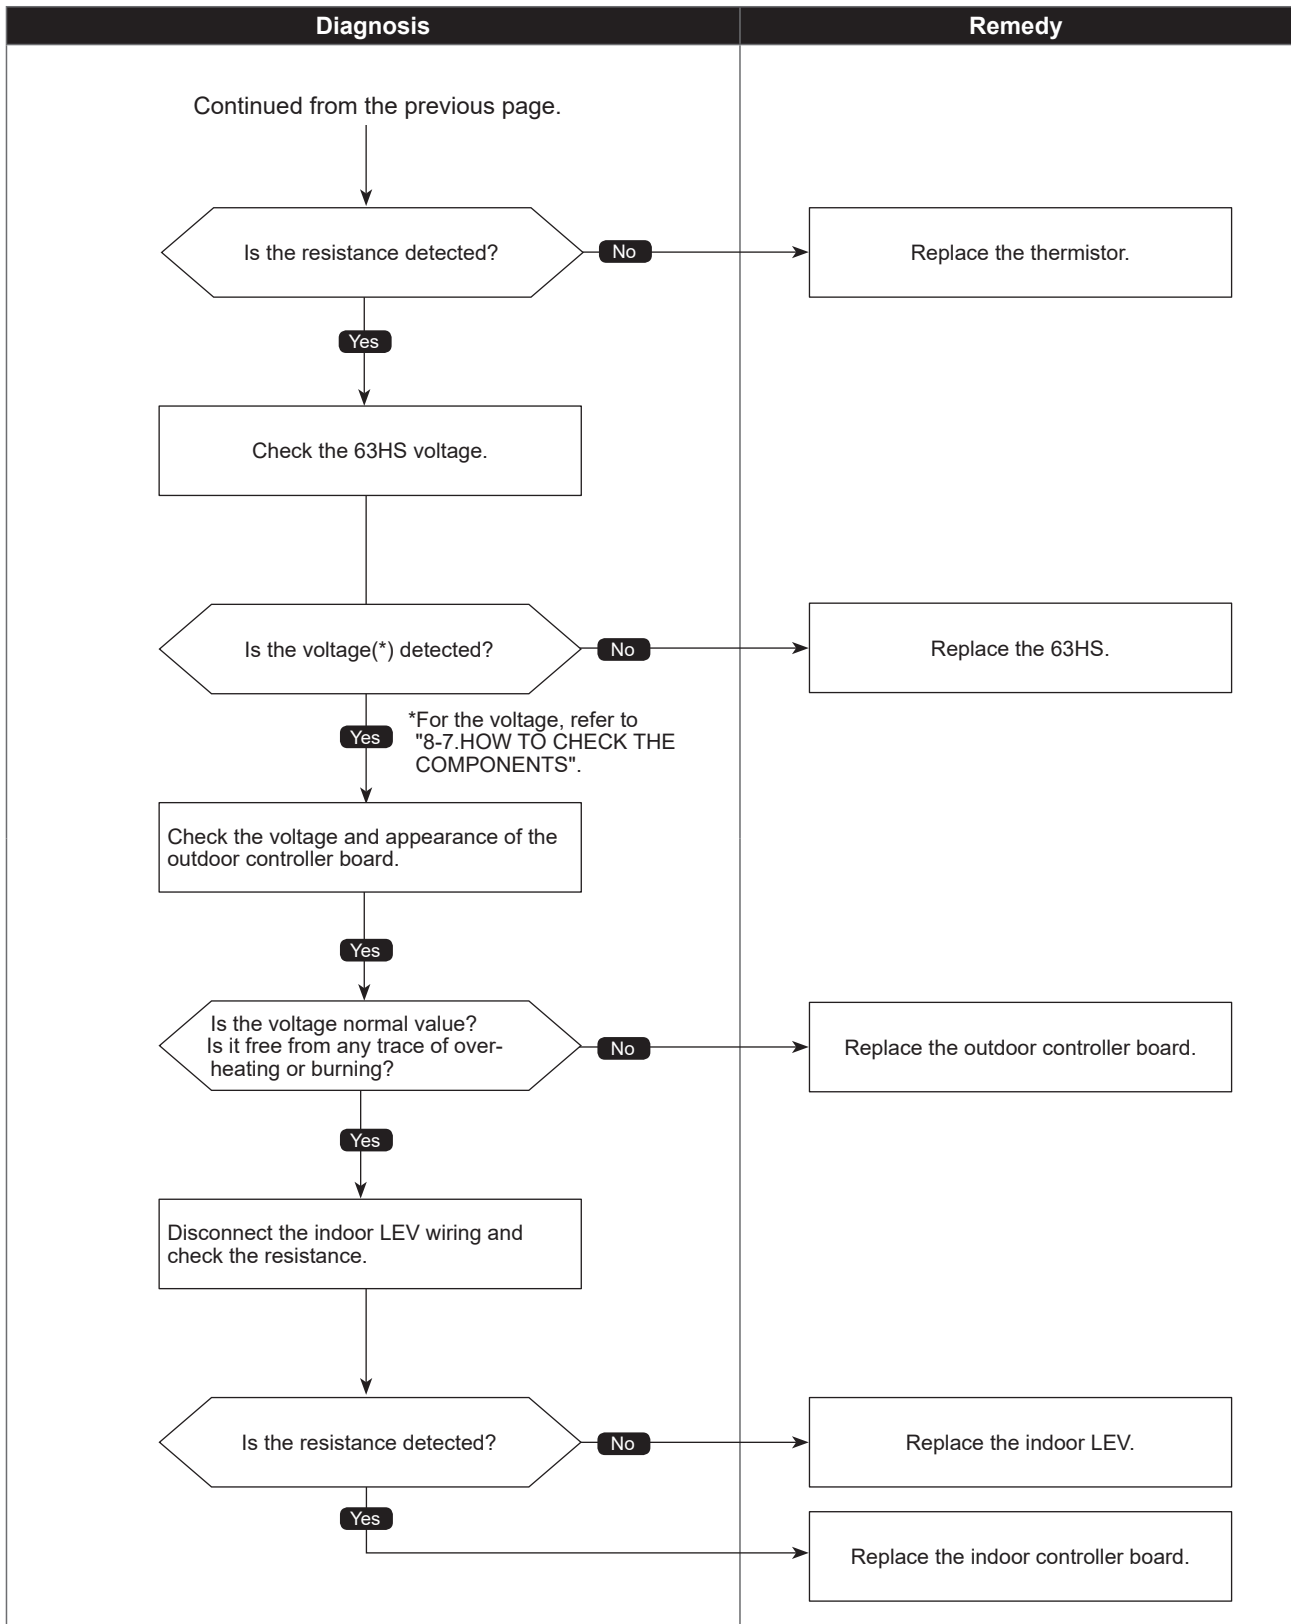 Diagnosis
Remedy
Continued from the previous page.
Is the resistance detected?
No
Replace the thermistor.
Yes
Check the 63HS voltage.
Is the voltage(*) detected?
No
Replace the 63HS.
Yes
*For the voltage, refer to
"8-7.HOW TO CHECK THE
COMPONENTS".
Check the voltage and appearance of the
outdoor controller board.
Yes
Is the voltage normal value?
Is it free from any trace of over-
heating or burning?
No
Replace the outdoor controller board.
Yes
Disconnect the indoor LEV wiring and
check the resistance.
Is the resistance detected?
No
Replace the indoor LEV.
Yes
Replace the indoor controller board.